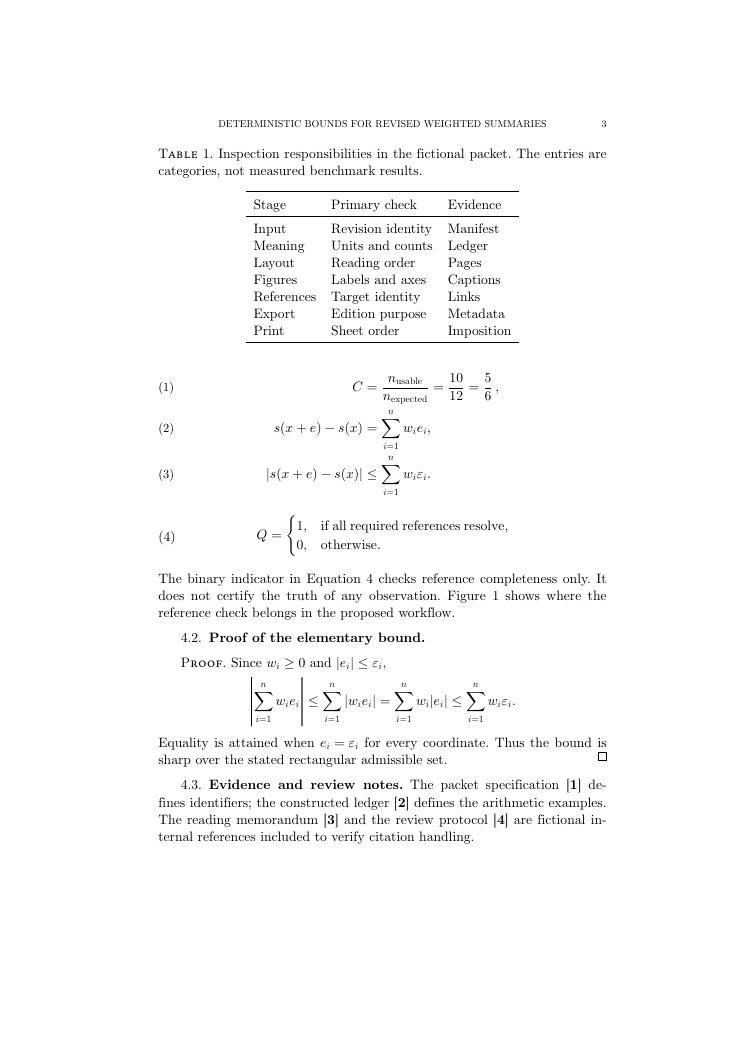 DETERMINISTIC BOUNDS FOR REVISED WEIGHTED SUMMARIES 3
Table 1. Inspection responsibilities in the fictional packet. The entries are
categories, not measured benchmark results.
Stage Primary check Evidence
Input Revision identity Manifest
Meaning Units and counts Ledger
Layout Reading order Pages
Figures Labels and axes Captions
References Target identity Links
Export Edition purpose Metadata
Print Sheet order Imposition
(1) C = n_usable / n_expected = 10/12 = 5/6 ,
(2) s(x + e) − s(x) = ∑_{i=1}^{n} w_i e_i,
(3) |s(x + e) − s(x)| ≤ ∑_{i=1}^{n} w_i ε_i.
(4) Q = { 1, if all required references resolve,
0, otherwise.
The binary indicator in Equation 4 checks reference completeness only. It
does not certify the truth of any observation. Figure 1 shows where the
reference check belongs in the proposed workflow.
4.2. Proof of the elementary bound.
Proof. Since w_i ≥ 0 and |e_i| ≤ ε_i,
|∑_{i=1}^{n} w_i e_i| ≤ ∑_{i=1}^{n} |w_i e_i| = ∑_{i=1}^{n} w_i |e_i| ≤ ∑_{i=1}^{n} w_i ε_i.
Equality is attained when e_i = ε_i for every coordinate. Thus the bound is
sharp over the stated rectangular admissible set. □
4.3. Evidence and review notes. The packet specification [1] de-
fines identifiers; the constructed ledger [2] defines the arithmetic examples.
The reading memorandum [3] and the review protocol [4] are fictional in-
ternal references included to verify citation handling.